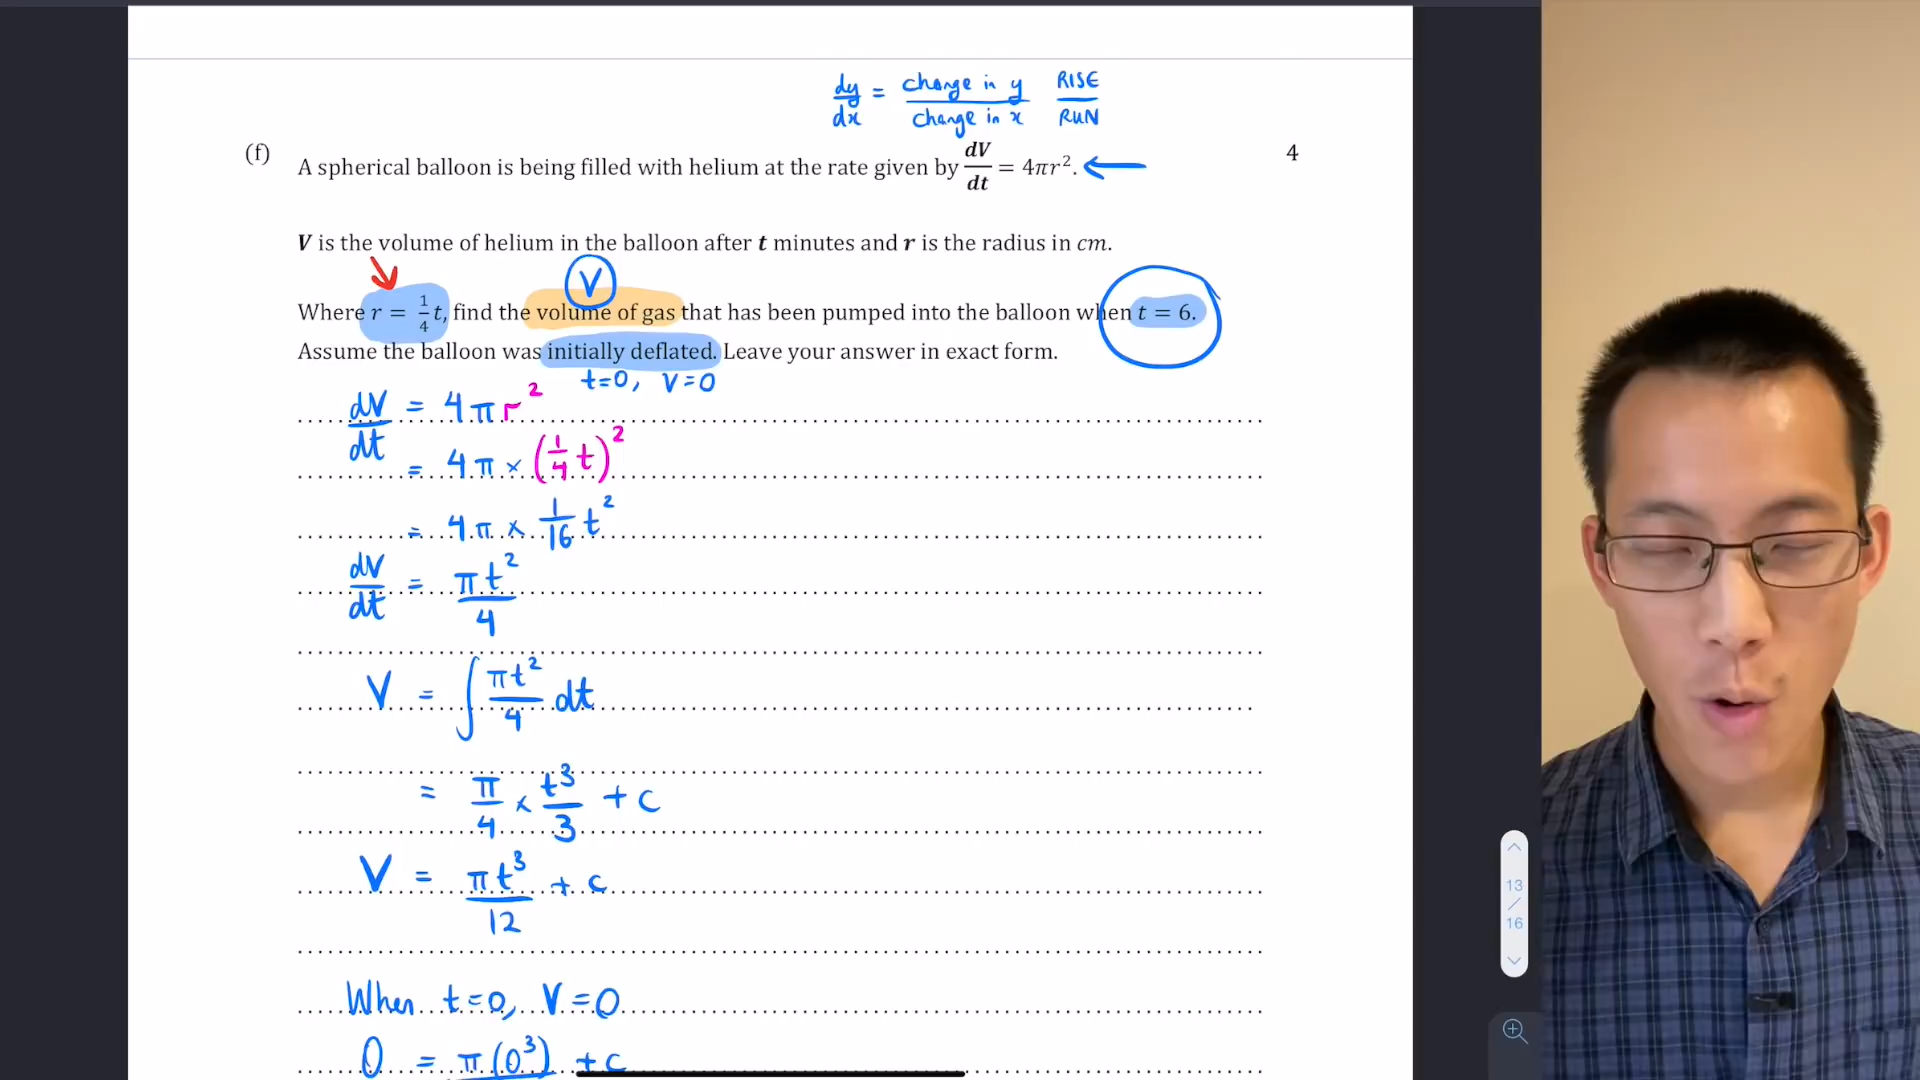 dy/dx = change in y/change in x RISE/RUN
(f) A spherical balloon is being filled with helium at the rate given by dV/dt = 4πr². ← 4
V is the volume of helium in the balloon after t minutes and r is the radius in cm.
V
Where r = 1/4 t, find the volume of gas that has been pumped into the balloon when t = 6.
Assume the balloon was initially deflated. Leave your answer in exact form.
t=0, V=0
dV/dt = 4πr²
= 4π × (1/4 t)²
= 4π × 1/16 t²
dV/dt = πt²/4
V = ∫ πt²/4 dt
= π/4 × t³/3 + c
V = πt³/12 + c
When t=0, V=0
0 = π(0³) + c
13
/
16